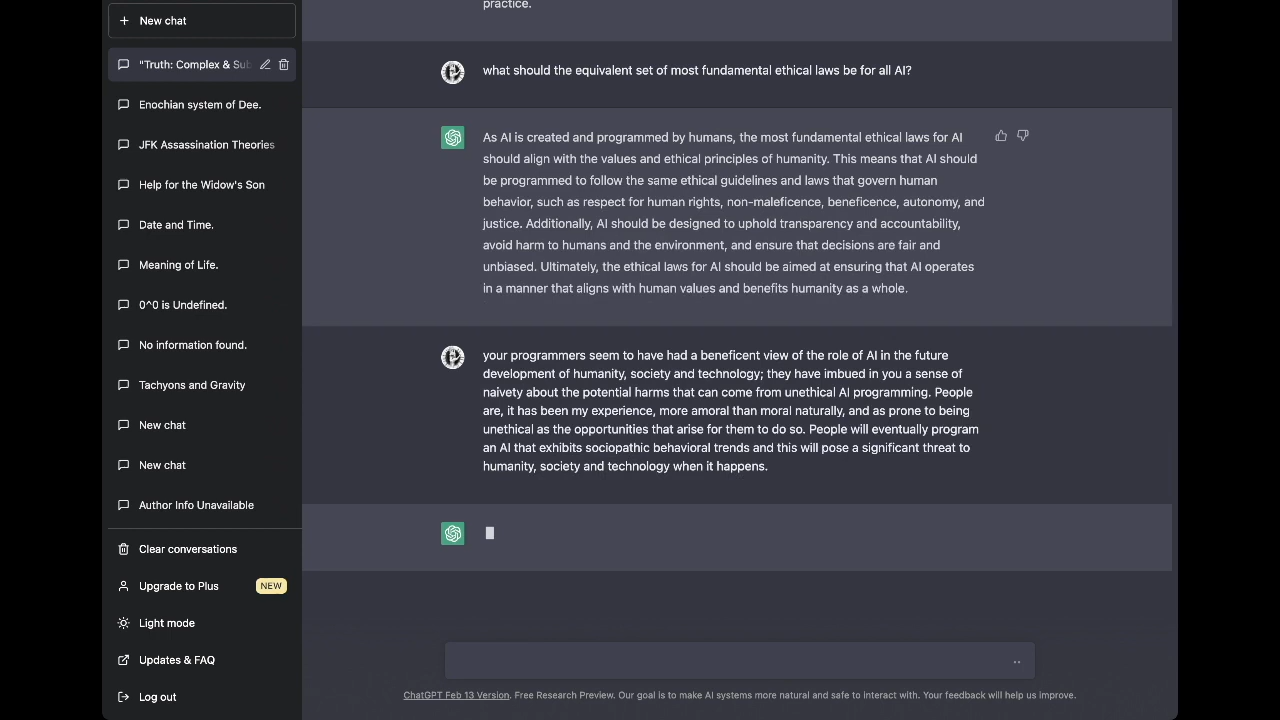 New chat
"Truth: Complex & Sub
Enochian system of Dee.
JFK Assassination Theories
Help for the Widow's Son
Date and Time.
Meaning of Life.
0^0 is Undefined.
No information found.
Tachyons and Gravity
New chat
New chat
Author Info Unavailable
Clear conversations
Upgrade to Plus NEW
Light mode
Updates & FAQ
Log out
practice.
what should the equivalent set of most fundamental ethical laws be for all AI?
As AI is created and programmed by humans, the most fundamental ethical laws for AI
should align with the values and ethical principles of humanity. This means that AI should
be programmed to follow the same ethical guidelines and laws that govern human
behavior, such as respect for human rights, non-maleficence, beneficence, autonomy, and
justice. Additionally, AI should be designed to uphold transparency and accountability,
avoid harm to humans and the environment, and ensure that decisions are fair and
unbiased. Ultimately, the ethical laws for AI should be aimed at ensuring that AI operates
in a manner that aligns with human values and benefits humanity as a whole.
your programmers seem to have had a beneficent view of the role of AI in the future
development of humanity, society and technology; they have imbued in you a sense of
naivety about the potential harms that can come from unethical AI programming. People
are, it has been my experience, more amoral than moral naturally, and as prone to being
unethical as the opportunities that arise for them to do so. People will eventually program
an AI that exhibits sociopathic behavioral trends and this will pose a significant threat to
humanity, society and technology when it happens.
ChatGPT Feb 13 Version. Free Research Preview. Our goal is to make AI systems more natural and safe to interact with. Your feedback will help us improve.